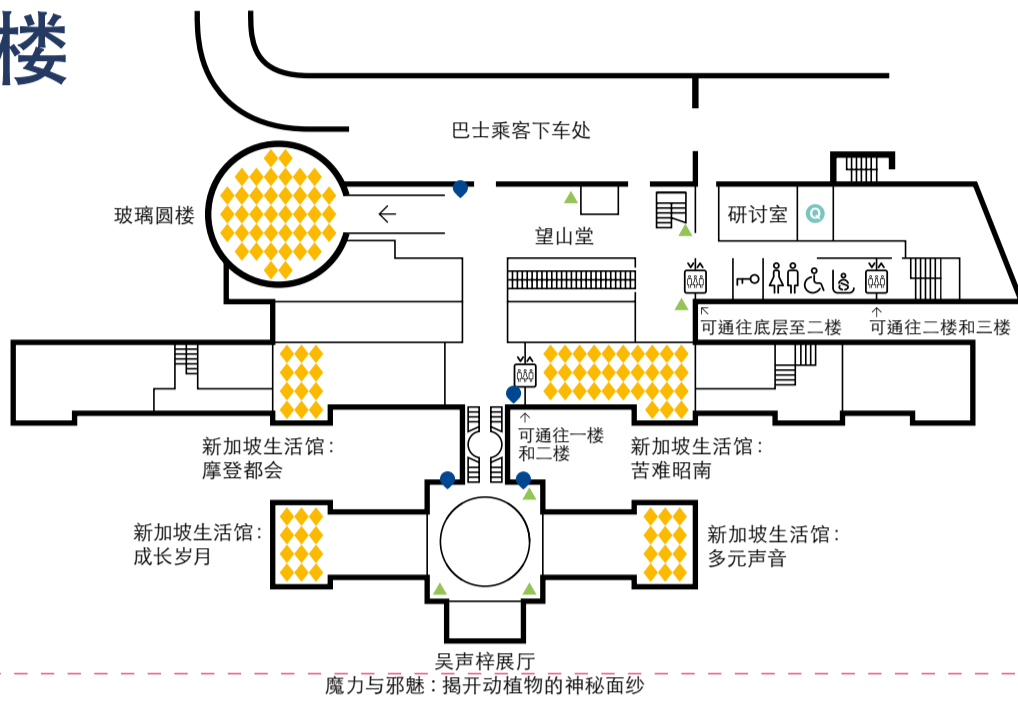 楼
巴士乘客下车处
玻璃圆楼
望山堂
研讨室
Q
可通往底层至二楼
可通往二楼和三楼
可通往一楼
和二楼
新加坡生活馆：
摩登都会
新加坡生活馆：
苦难昭南
新加坡生活馆：
成长岁月
新加坡生活馆：
多元声音
吴声梓展厅
魔力与邪魅：揭开动植物的神秘面纱